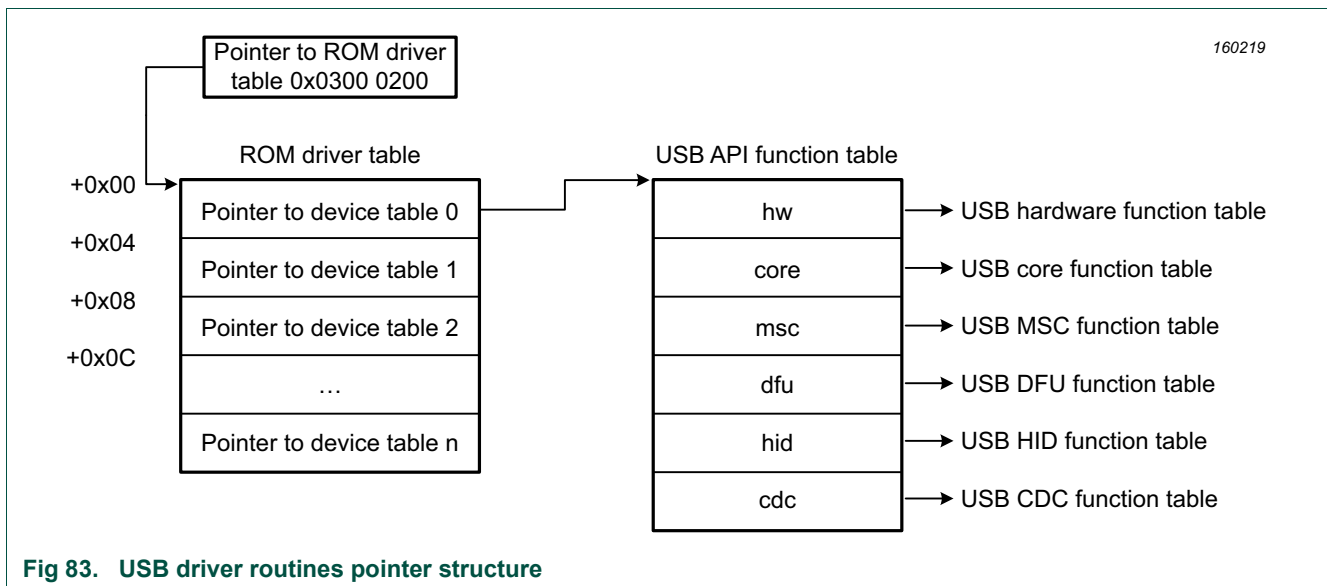 160219
Pointer to ROM driver
table 0x0300 0200
ROM driver table
USB API function table
+0x00
Pointer to device table 0
hw
USB hardware function table
+0x04
Pointer to device table 1
core
USB core function table
+0x08
Pointer to device table 2
msc
USB MSC function table
+0x0C
…
dfu
USB DFU function table
Pointer to device table n
hid
USB HID function table
cdc
USB CDC function table
Fig 83. USB driver routines pointer structure